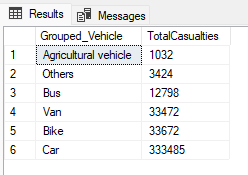 Results Messages
Grouped_Vehicle TotalCasualties
1 Agricultural vehicle 1032
2 Others 3424
3 Bus 12798
4 Van 33472
5 Bike 33672
6 Car 333485